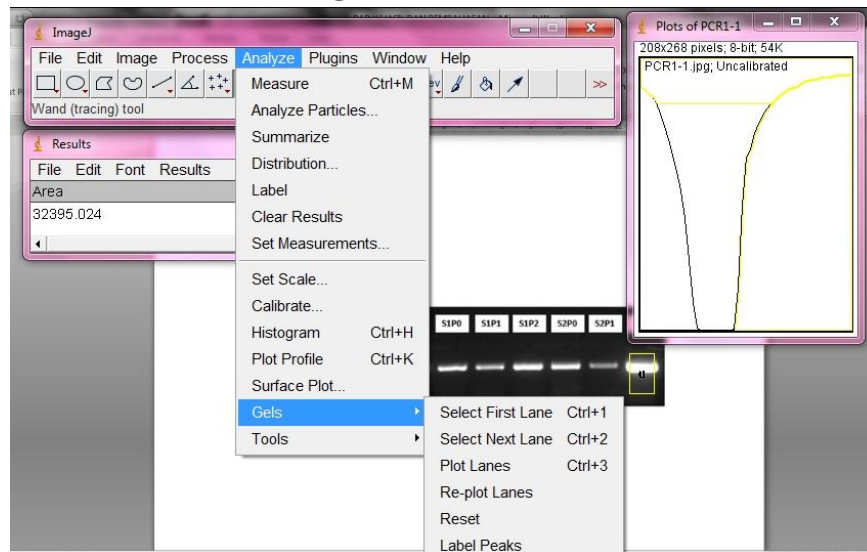 ImageJ
File Edit Image Process Analyze Plugins Window Help
Wand (tracing) tool
Results
File Edit Font Results
Area
32395.024
Measure Ctrl+M
Analyze Particles...
Summarize
Distribution...
Label
Clear Results
Set Measurements...
Set Scale...
Calibrate...
Histogram Ctrl+H
Plot Profile Ctrl+K
Surface Plot...
Gels
Tools
Select First Lane Ctrl+1
Select Next Lane Ctrl+2
Plot Lanes Ctrl+3
Re-plot Lanes
Reset
Label Peaks
S1P0 S1P1 S1P2 S2P0 S2P1
Plots of PCR1-1
208x268 pixels; 8-bit; 54K
PCR1-1.jpg; Uncalibrated